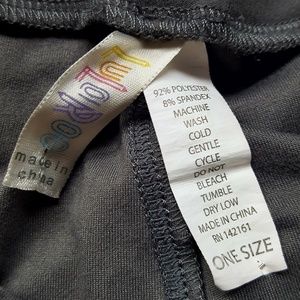 LuLaRoe
made in
china
92% POLYESTER
8% SPANDEX
MACHINE
WASH
COLD
GENTLE
CYCLE
DO NOT
BLEACH
TUMBLE
DRY LOW
MADE IN CHINA
RN 142161
ONE SIZE